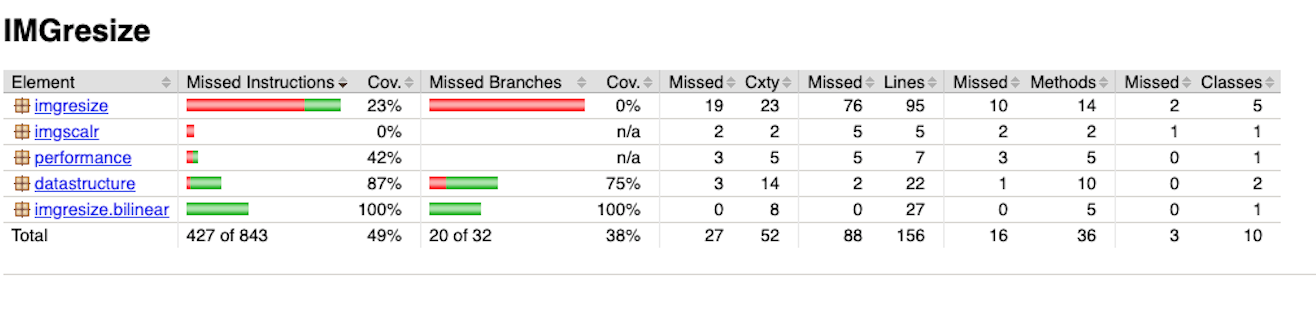 IMGresize
Element Missed Instructions Cov. Missed Branches Cov. Missed Cxty Missed Lines Missed Methods Missed Classes
imgresize 23% 0% 19 23 76 95 10 14 2 5
imgscalr 0% n/a 2 2 5 5 2 2 1 1
performance 42% n/a 3 5 5 7 3 5 0 1
datastructure 87% 75% 3 14 2 22 1 10 0 2
imgresize.bilinear 100% 100% 0 8 0 27 0 5 0 1
Total 427 of 843 49% 20 of 32 38% 27 52 88 156 16 36 3 10